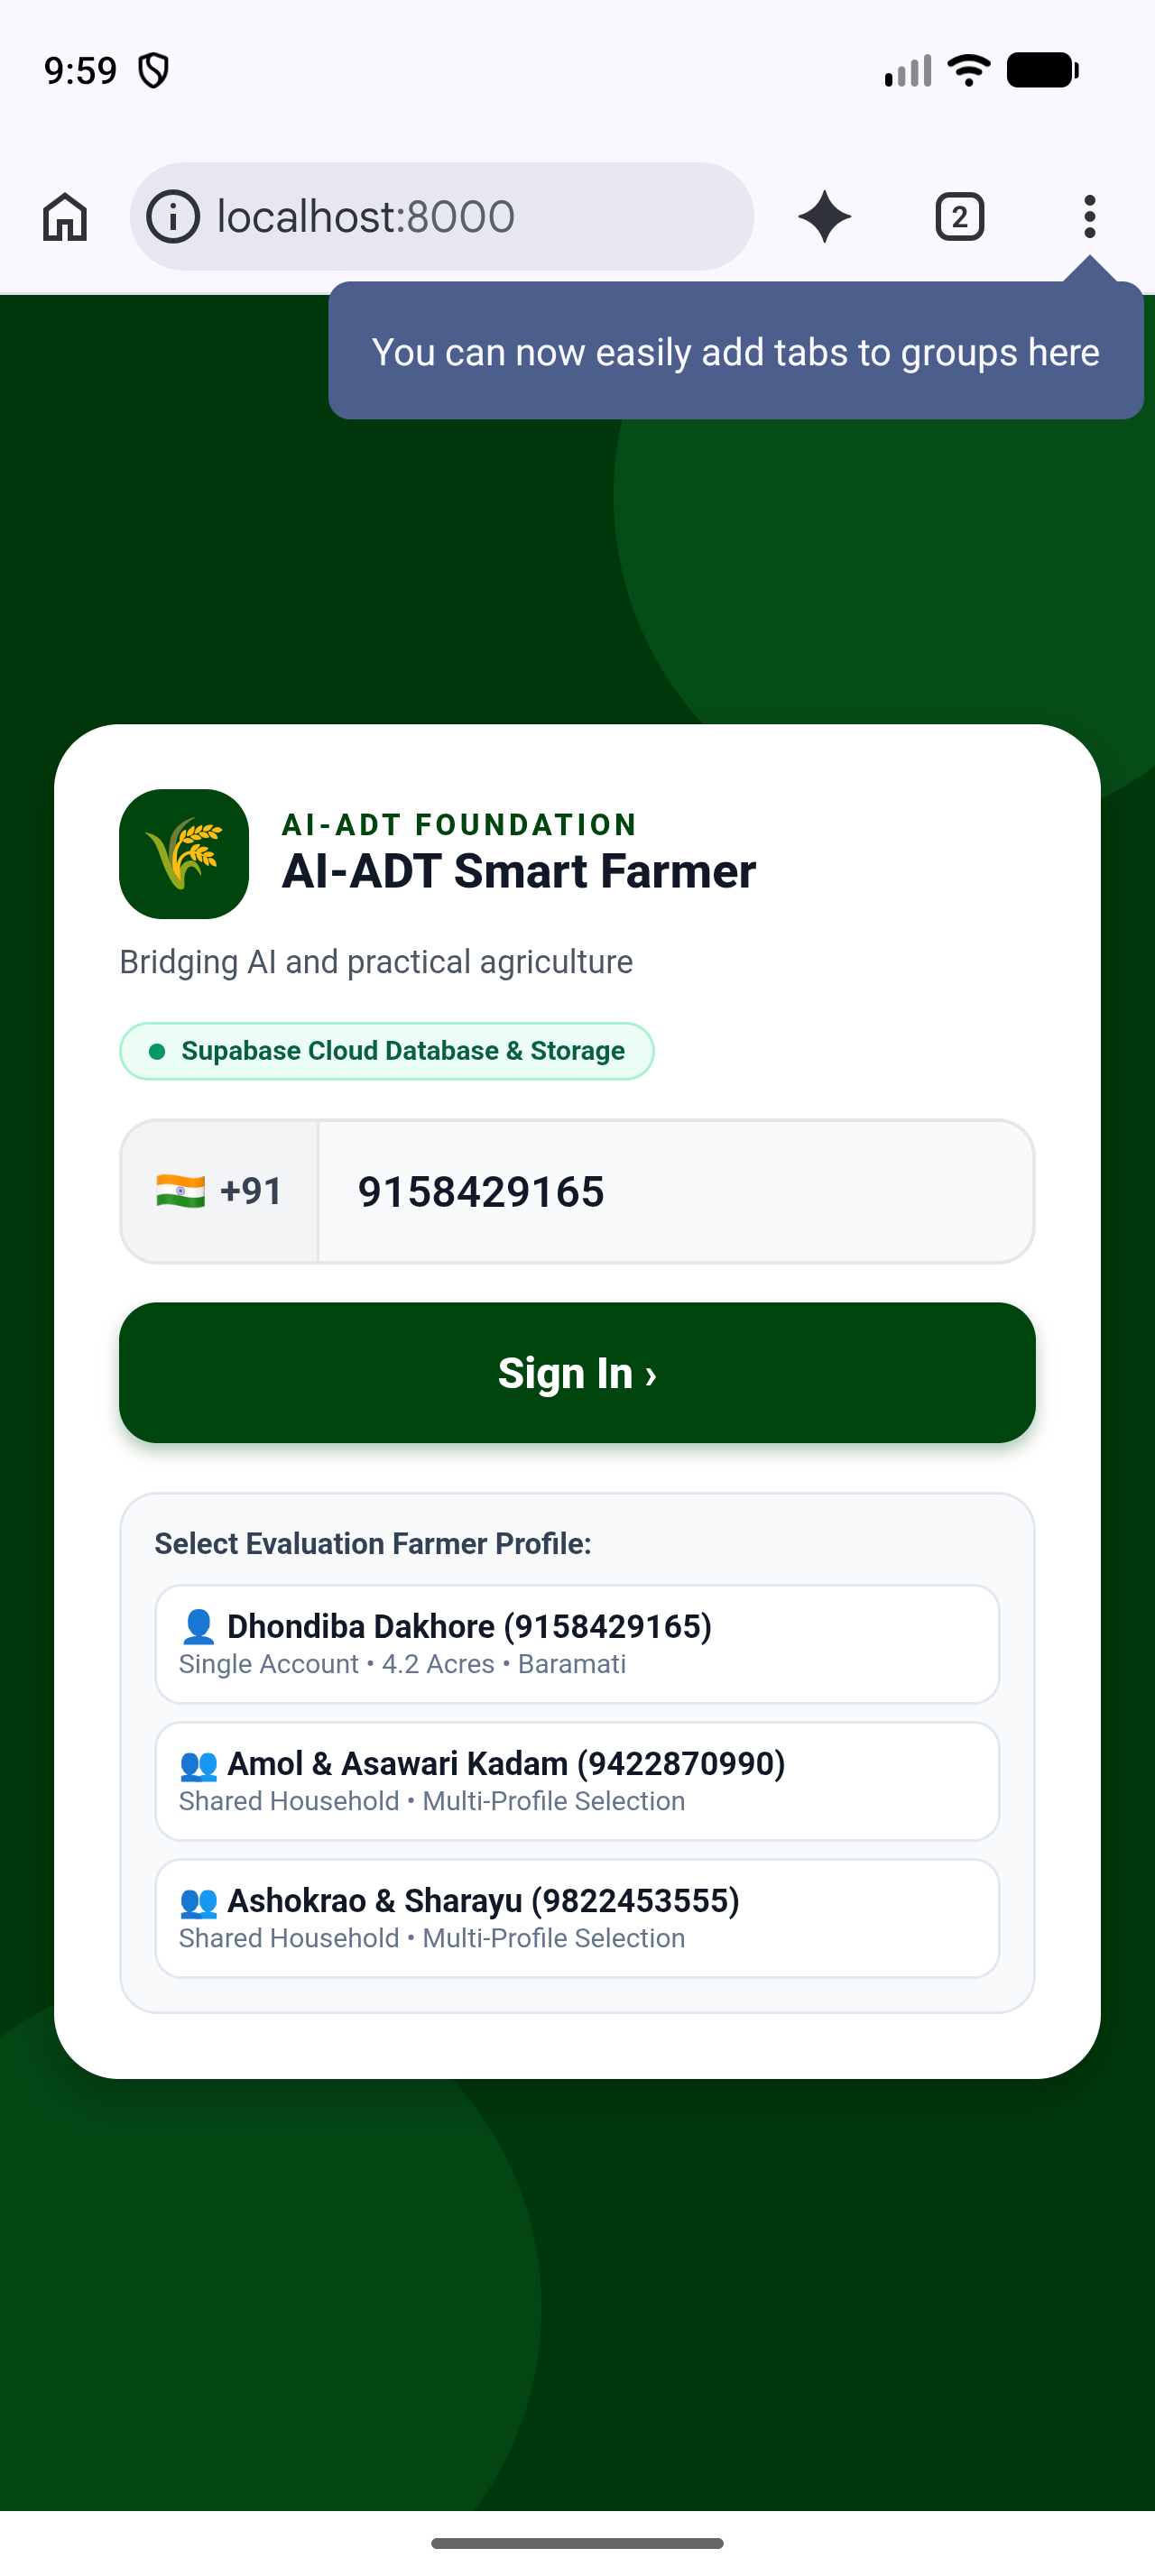 9:59
localhost:8000
2
You can now easily add tabs to groups here
AI-ADT FOUNDATION
AI-ADT Smart Farmer
Bridging AI and practical agriculture
Supabase Cloud Database & Storage
+91 9158429165
Sign In ›
Select Evaluation Farmer Profile:
Dhondiba Dakhore (9158429165)
Single Account • 4.2 Acres • Baramati
Amol & Asawari Kadam (9422870990)
Shared Household • Multi-Profile Selection
Ashokrao & Sharayu (9822453555)
Shared Household • Multi-Profile Selection